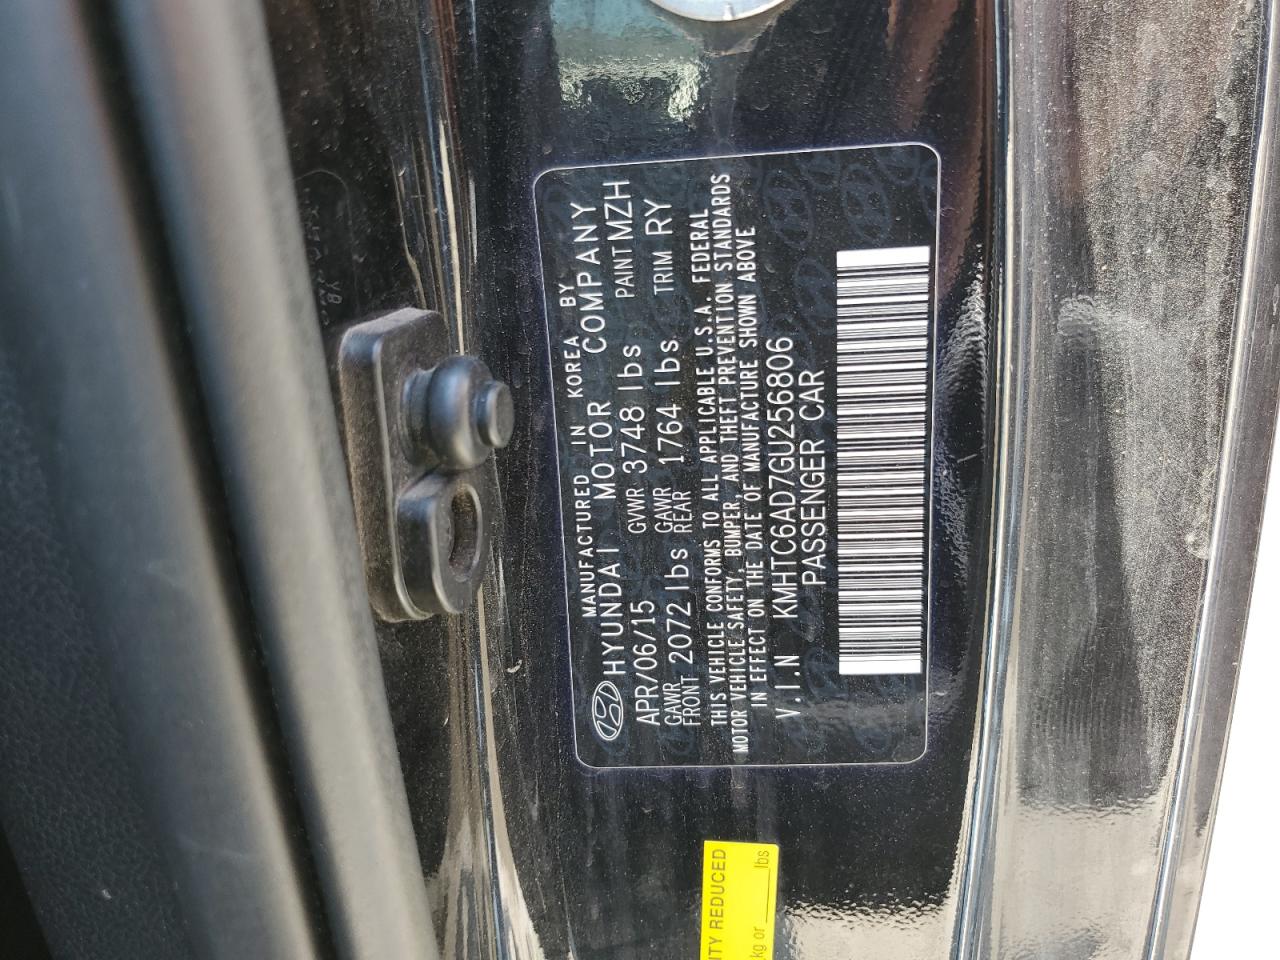 MANUFACTURED IN KOREA BY
HYUNDAI MOTOR COMPANY
APR/06/15 GVWR 3748 lbs PAINT MZH
GAWR FRONT 2072 lbs GAWR REAR 1764 lbs. TRIM RY
THIS VEHICLE CONFORMS TO ALL APPLICABLE U.S.A. FEDERAL
MOTOR VEHICLE SAFETY, BUMPER, AND THEFT PREVENTION STANDARDS
IN EFFECT ON THE DATE OF MANUFACTURE SHOWN ABOVE
V.I.N KMHTC6AD7GU256806
PASSENGER CAR
ITY REDUCED
kg or ____ lbs